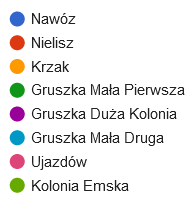 Nawóz
Nielisz
Krzak
Gruszka Mała Pierwsza
Gruszka Duża Kolonia
Gruszka Mała Druga
Ujazdów
Kolonia Emska